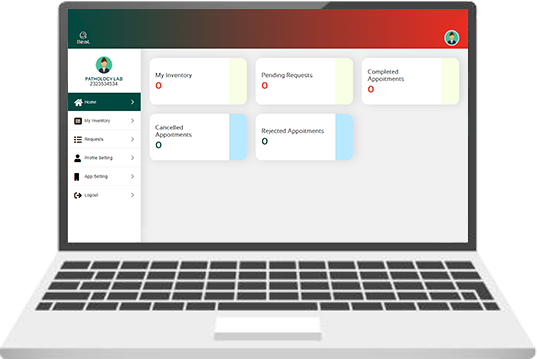 PATHOLOGY LAB
2323534534
Home
My Inventory
Requests
Profile Setting
App Setting
Logout
My Inventory
0
Pending Requests
0
Completed
Appoitments
0
Cancelled
Appoitments
0
Rejected Appoitments
0